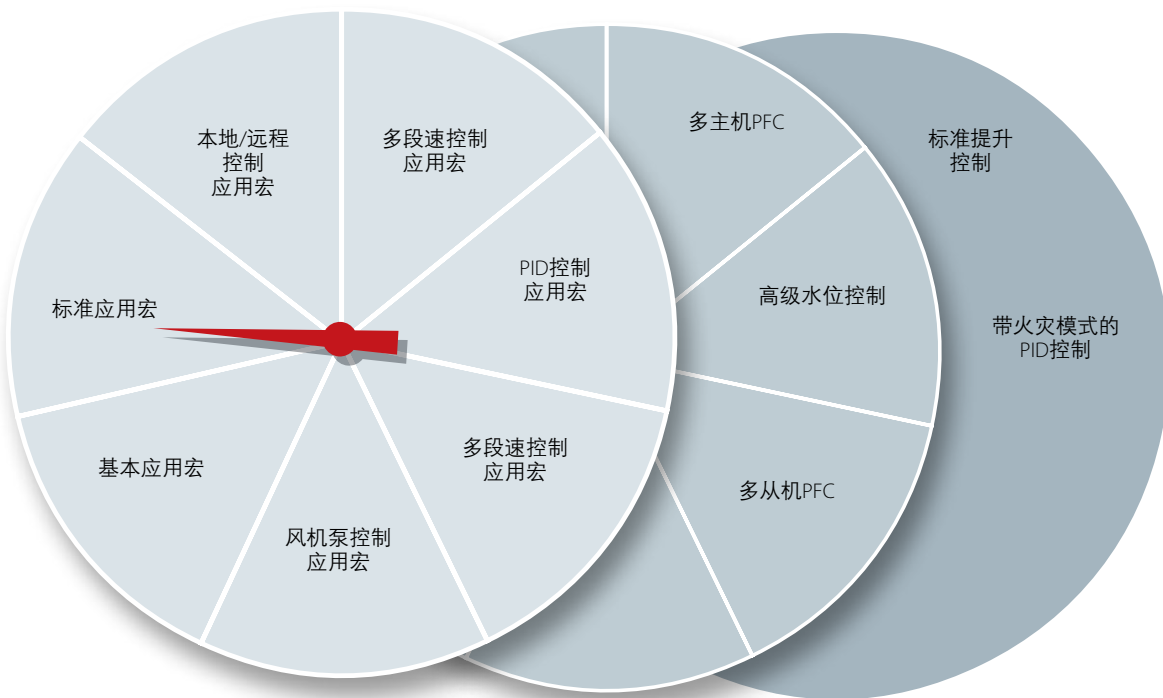 本地/远程
控制
应用宏
多段速控制
应用宏
标准应用宏
PID控制
应用宏
基本应用宏
多段速控制
应用宏
风机泵控制
应用宏
多主机PFC
高级水位控制
多从机PFC
标准提升
控制
带火灾模式的
PID控制